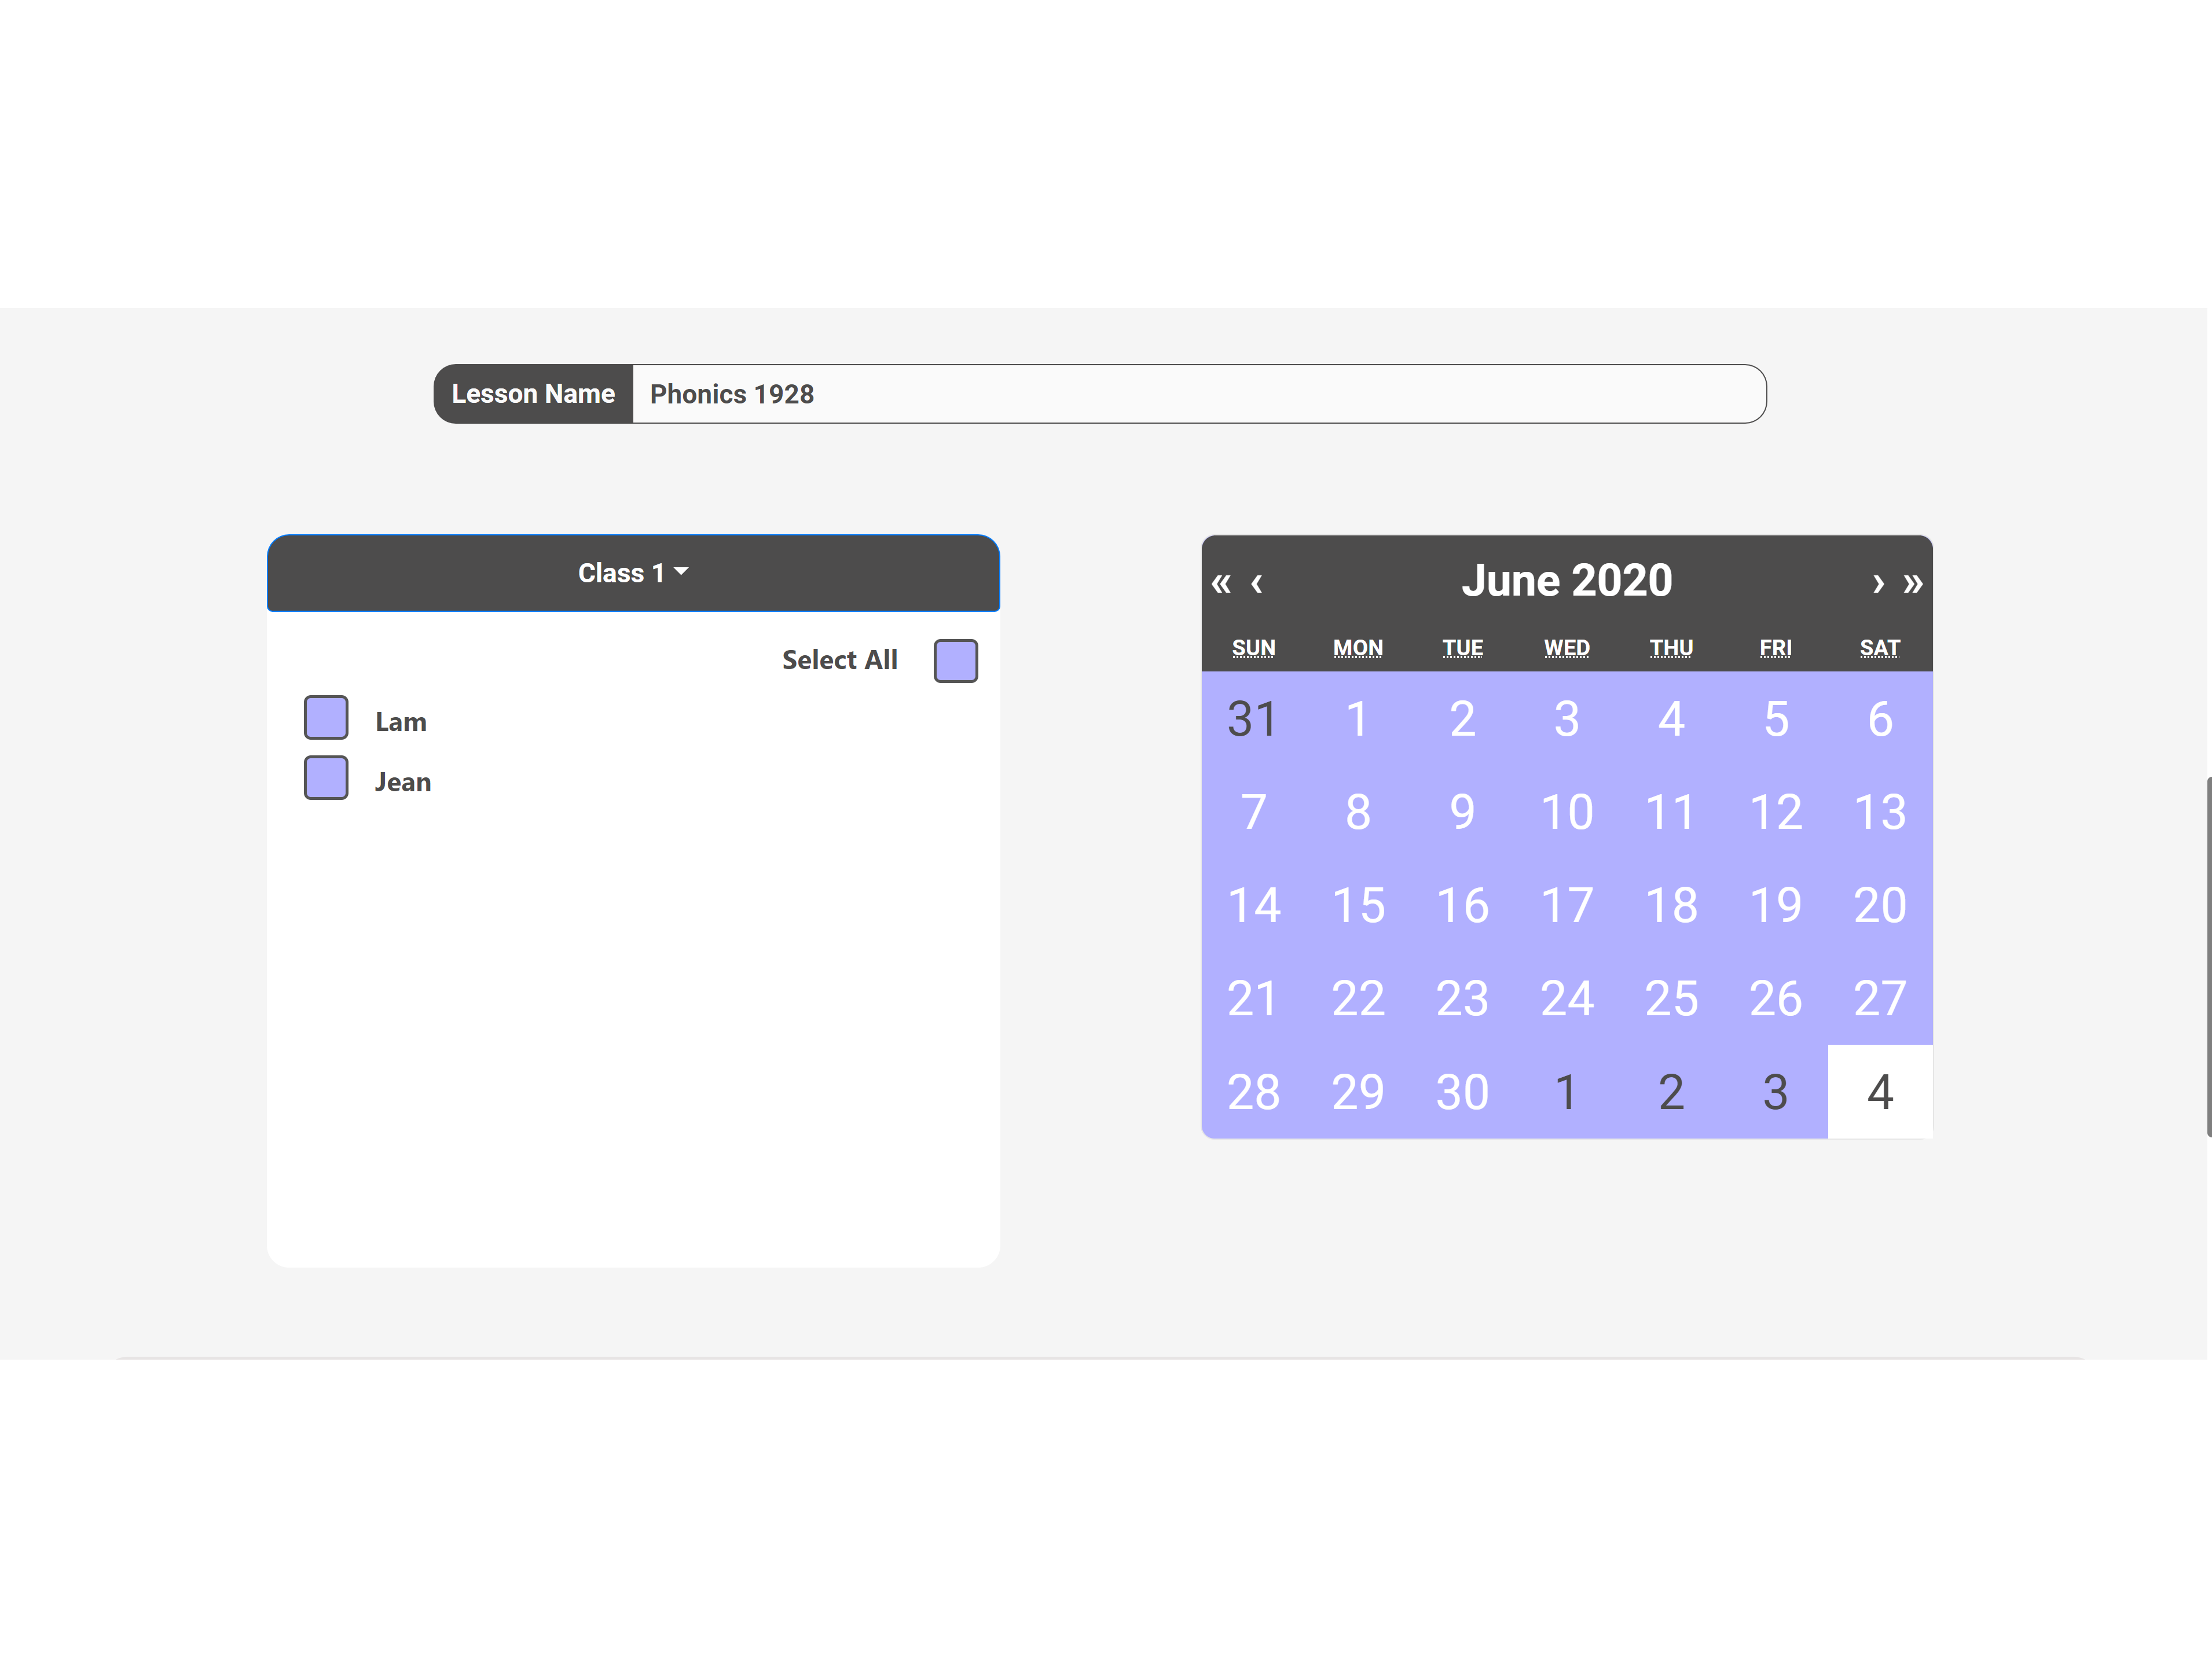 Lesson Name Phonics 1928
Class 1
Select All
Lam
Jean
« ‹ June 2020 › »
SUN MON TUE WED THU FRI SAT
31 1 2 3 4 5 6
7 8 9 10 11 12 13
14 15 16 17 18 19 20
21 22 23 24 25 26 27
28 29 30 1 2 3 4